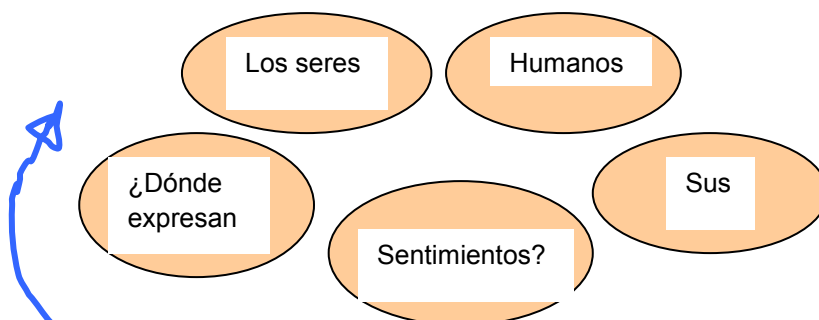 ¿Dónde
expresan
Los seres
Humanos
Sus
Sentimientos?